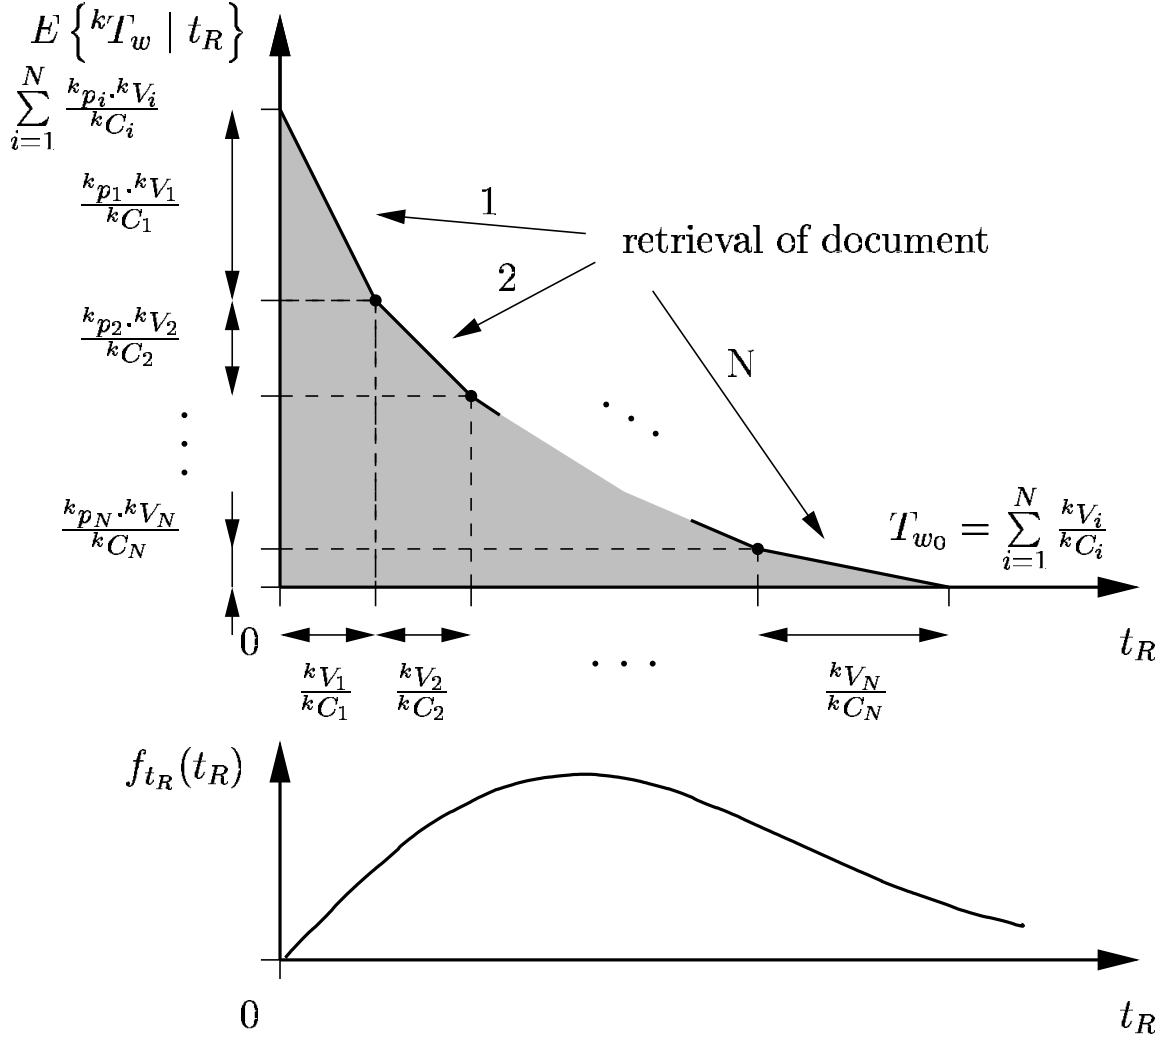 E { ᵏT_w | t_R }
∑_{i=1}^{N} ᵏp_i·ᵏV_i / ᵏC_i
ᵏp_1·ᵏV_1 / ᵏC_1
1
retrieval of document
2
ᵏp_2·ᵏV_2 / ᵏC_2
N
. . .
⋮
ᵏp_N·ᵏV_N / ᵏC_N
T_{w_0} = ∑_{i=1}^{N} ᵏV_i / ᵏC_i
0
t_R
ᵏV_1 / ᵏC_1
ᵏV_2 / ᵏC_2
. . .
ᵏV_N / ᵏC_N
f_{t_R}(t_R)
0
t_R